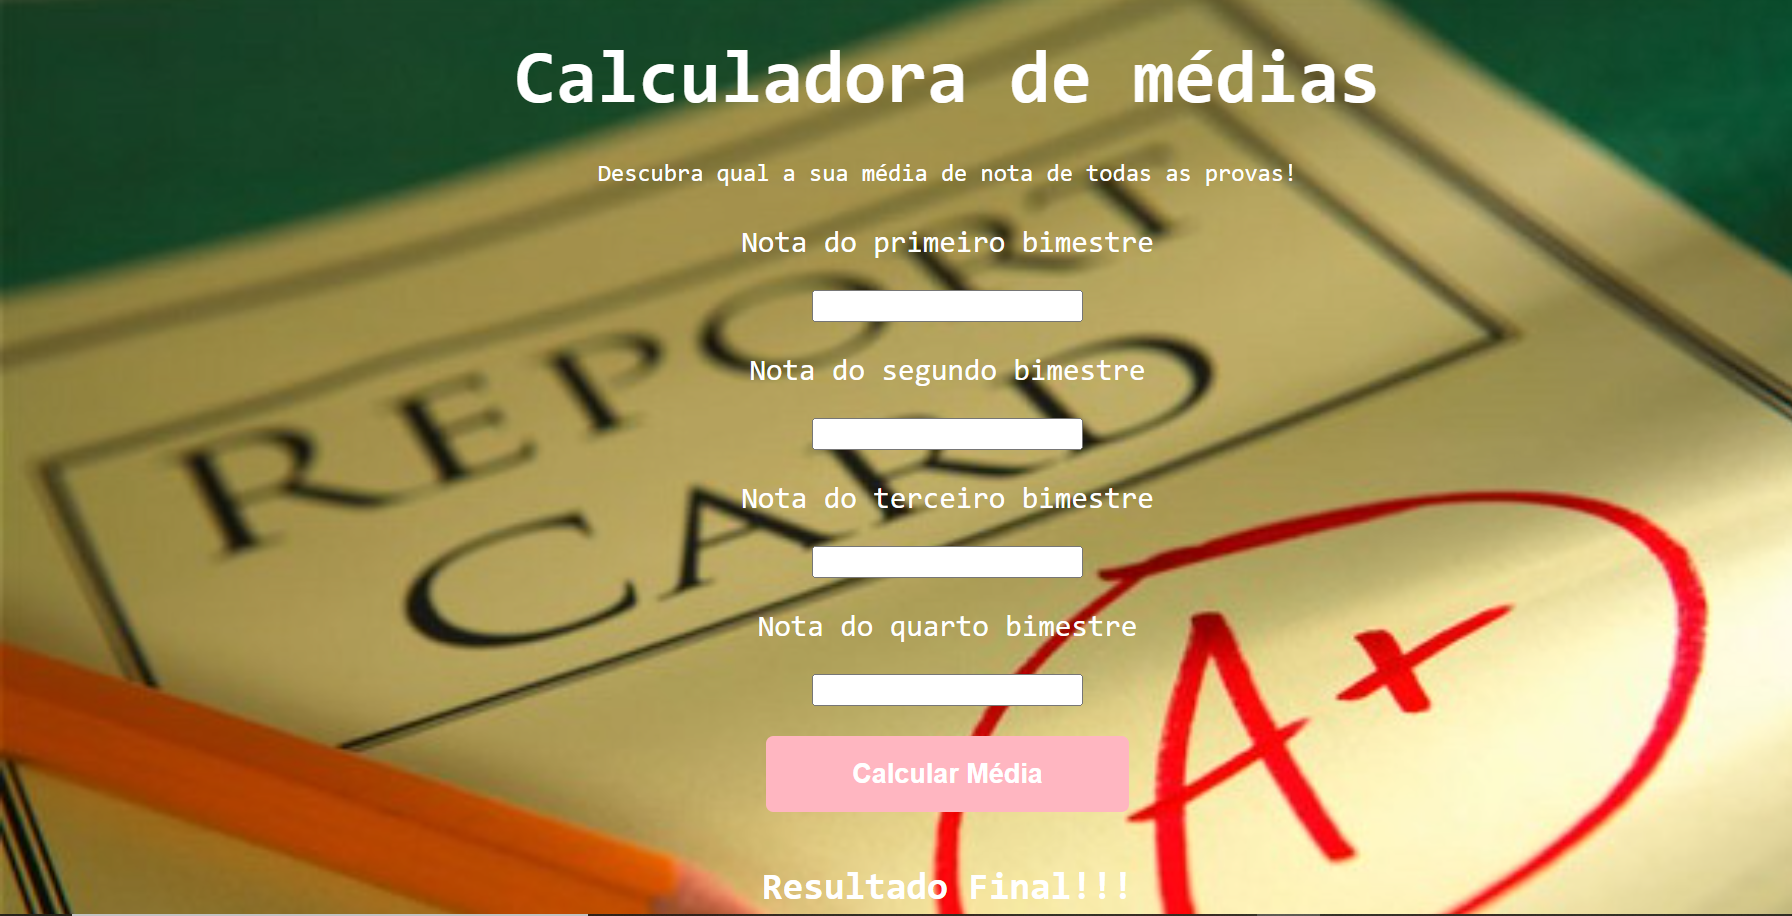 Calculadora de médias
Descubra qual a sua média de nota de todas as provas!
Nota do primeiro bimestre
Nota do segundo bimestre
Nota do terceiro bimestre
Nota do quarto bimestre
Calcular Média
Resultado Final!!!
REPORT
CARD
A+